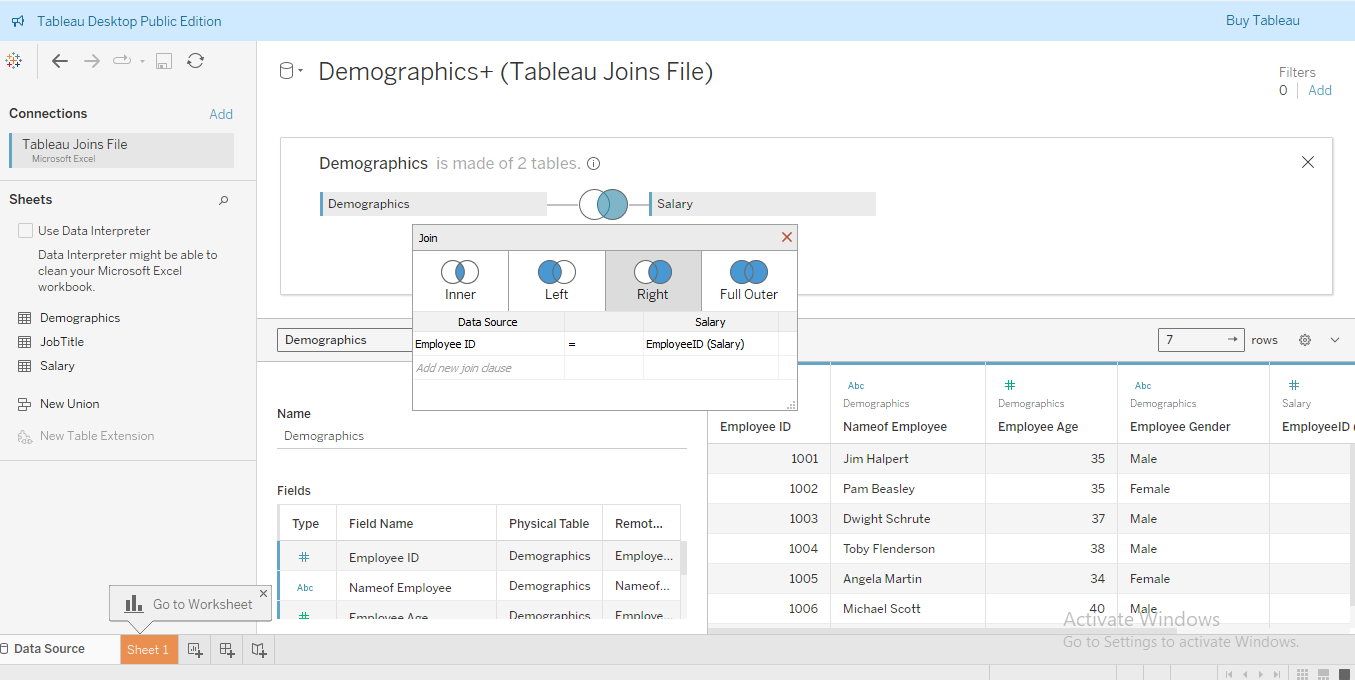 Tableau Desktop Public Edition
Buy Tableau
Demographics+ (Tableau Joins File)
Filters
0 Add
Connections Add
Tableau Joins File
Microsoft Excel
Sheets
Use Data Interpreter
Data Interpreter might be able to
clean your Microsoft Excel
workbook.
Demographics
JobTitle
Salary
New Union
New Table Extension
Demographics is made of 2 tables.
Demographics Salary
Join
Inner Left Right Full Outer
Data Source Salary
Employee ID = EmployeeID (Salary)
Add new join clause
Demographics
7 rows
Name
Demographics
Fields
Type Field Name Physical Table Remot...
# Employee ID Demographics Employe...
Abc Nameof Employee Demographics Nameof...
# Employee Age Demographics Employe...
Abc # Abc #
Demographics Demographics Demographics Salary
Employee ID Nameof Employee Employee Age Employee Gender EmployeeID (
1001 Jim Halpert 35 Male
1002 Pam Beasley 35 Female
1003 Dwight Schrute 37 Male
1004 Toby Flenderson 38 Male
1005 Angela Martin 34 Female
1006 Michael Scott 40 Male
Activate Windows
Go to Settings to activate Windows.
Go to Worksheet
Data Source Sheet 1